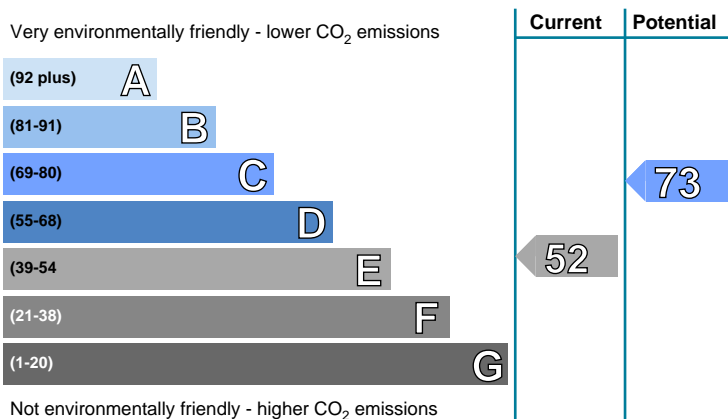 Current Potential
Very environmentally friendly - lower CO2 emissions
(92 plus) A
(81-91) B
(69-80) C
73
(55-68) D
(39-54 E
52
(21-38) F
(1-20) G
Not environmentally friendly - higher CO2 emissions